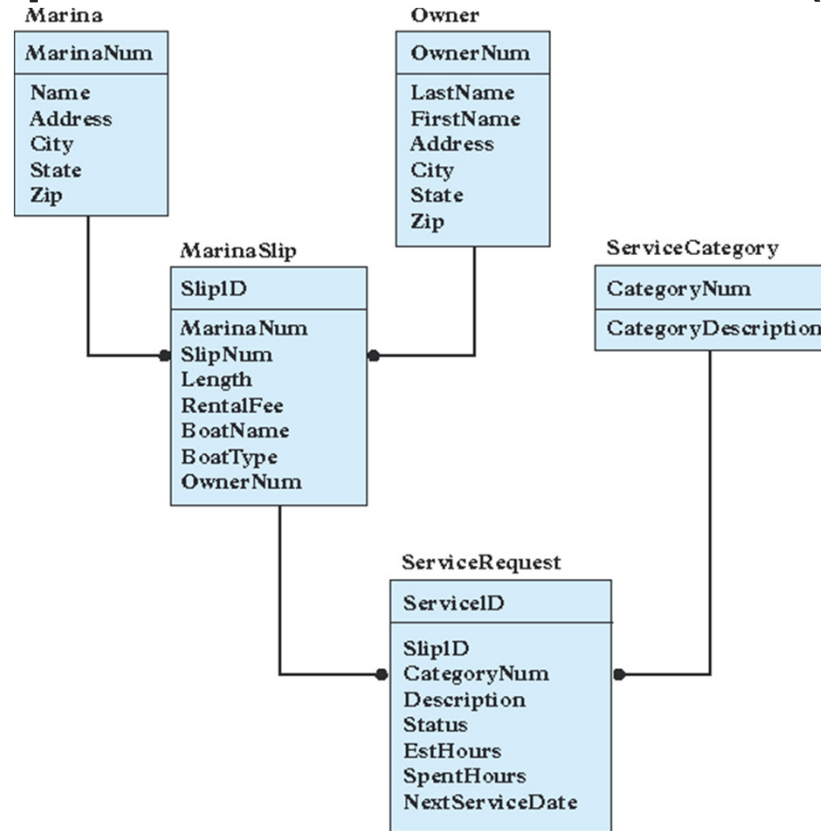 Marina
MarinaNum
Name
Address
City
State
Zip
Owner
OwnerNum
LastName
FirstName
Address
City
State
Zip
MarinaSlip
SlipID
MarinaNum
SlipNum
Length
RentalFee
BoatName
BoatType
OwnerNum
ServiceCategory
CategoryNum
CategoryDescription
ServiceRequest
ServiceID
SlipID
CategoryNum
Description
Status
EstHours
SpentHours
NextServiceDate